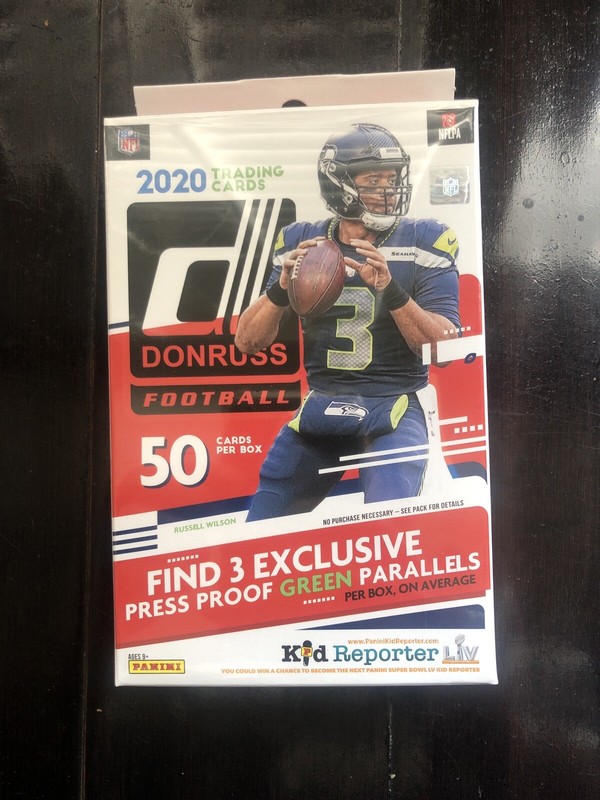 NFL
NFLPA
2020 TRADING CARDS
NFL
d
SEAHAWKS
3
DONRUSS
FOOTBALL
50 CARDS PER BOX
RUSSELL WILSON
NO PURCHASE NECESSARY – SEE PACK FOR DETAILS
FIND 3 EXCLUSIVE
PRESS PROOF GREEN PARALLELS
PER BOX, ON AVERAGE
www.PaniniKidReporter.com
AGES 9+
PANINI
Kid Reporter LIV
YOU COULD WIN A CHANCE TO BECOME THE NEXT PANINI SUPER BOWL LV KID REPORTER